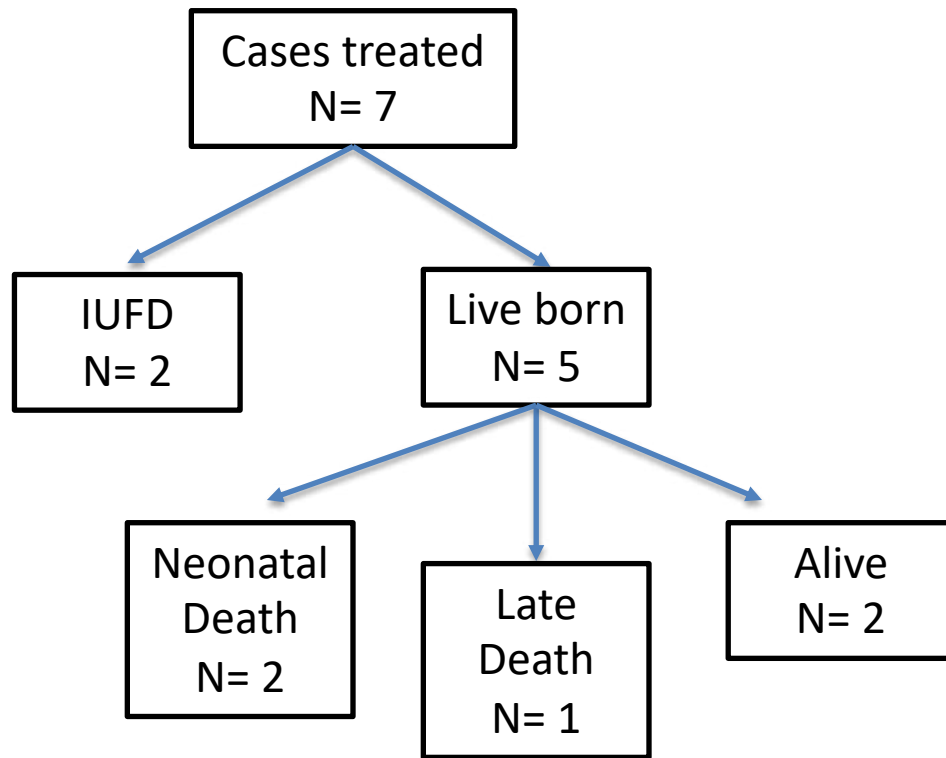 Cases treated
N= 7
IUFD
N= 2
Live born
N= 5
Neonatal
Death
N= 2
Late
Death
N= 1
Alive
N= 2